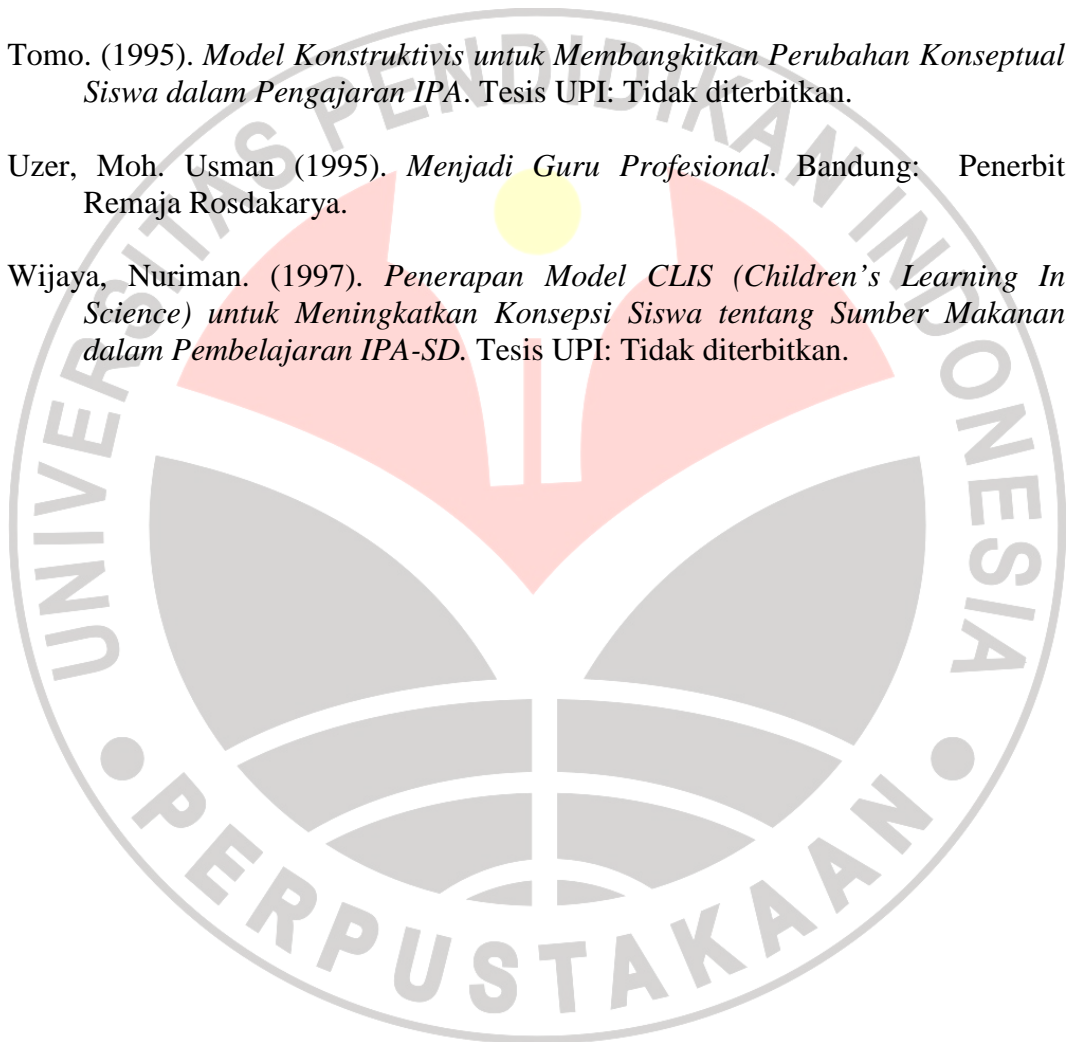 Tomo. (1995). Model Konstruktivis untuk Membangkitkan Perubahan Konseptual
Siswa dalam Pengajaran IPA. Tesis UPI: Tidak diterbitkan.
Uzer, Moh. Usman (1995). Menjadi Guru Profesional. Bandung: Penerbit
Remaja Rosdakarya.
Wijaya, Nuriman. (1997). Penerapan Model CLIS (Children’s Learning In
Science) untuk Meningkatkan Konsepsi Siswa tentang Sumber Makanan
dalam Pembelajaran IPA-SD. Tesis UPI: Tidak diterbitkan.
UNIVERSITAS PENDIDIKAN INDONESIA
PERPUSTAKAAN